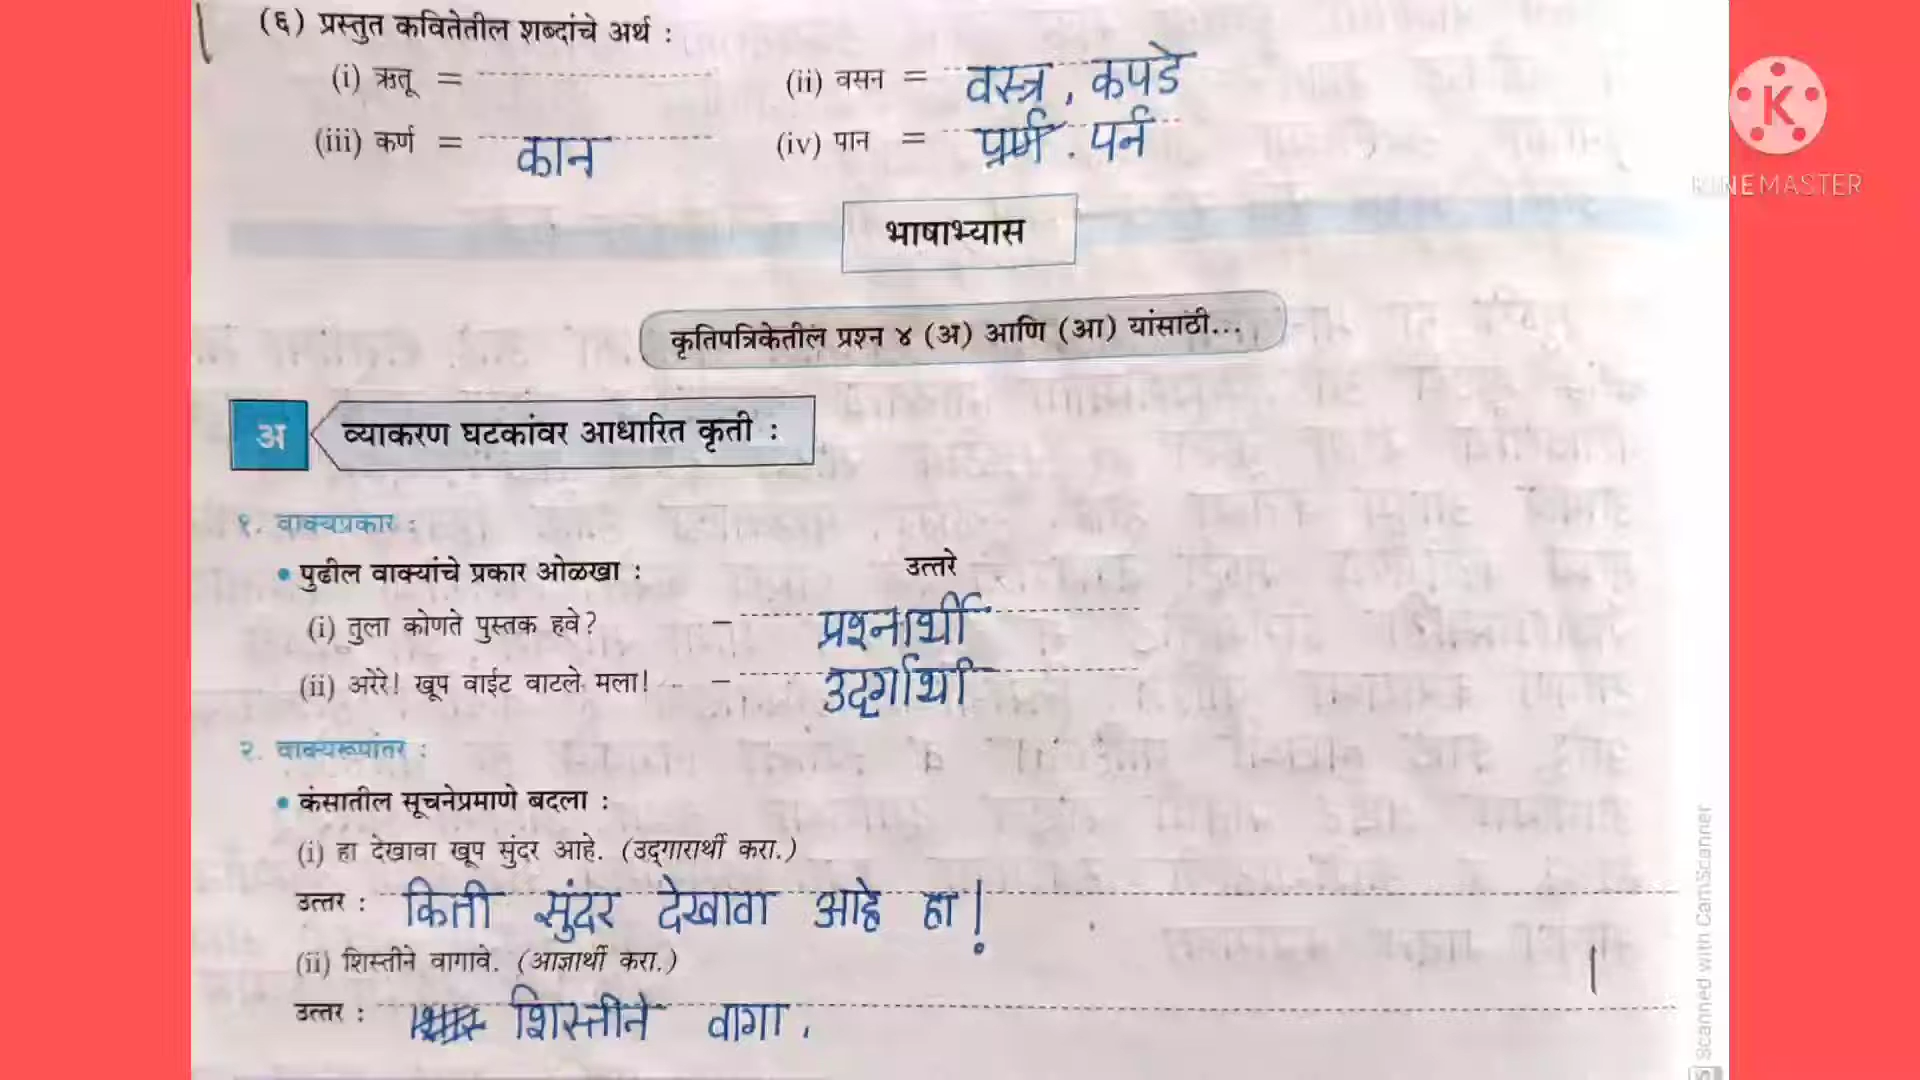 (६) प्रस्तुत कवितेतील शब्दांचे अर्थ :
(i) ऋतू = (ii) वसन = वस्त्र, कपडे
(iii) कर्ण = कान (iv) पान = पर्ण. पर्न
KINEMASTER
भाषाभ्यास
कृतिपत्रिकेतील प्रश्न ४ (अ) आणि (आ) यांसाठी...
अ व्याकरण घटकांवर आधारित कृती :
१. वाक्यप्रकार :
• पुढील वाक्यांचे प्रकार ओळखा : उत्तरे
(i) तुला कोणते पुस्तक हवे? – प्रश्नार्थी
(ii) अरेरे! खूप वाईट वाटले मला! – उद्गार्थी
२. वाक्यरूपांतर :
• कंसातील सूचनेप्रमाणे बदला :
(i) हा देखावा खूप सुंदर आहे. (उद्‌गारार्थी करा.)
उत्तर : किती सुंदर देखावा आहे हा!
(ii) शिस्तीने वागावे. (आज्ञार्थी करा.)
उत्तर : शिस्तीने वागा.
Scanned with CamScanner